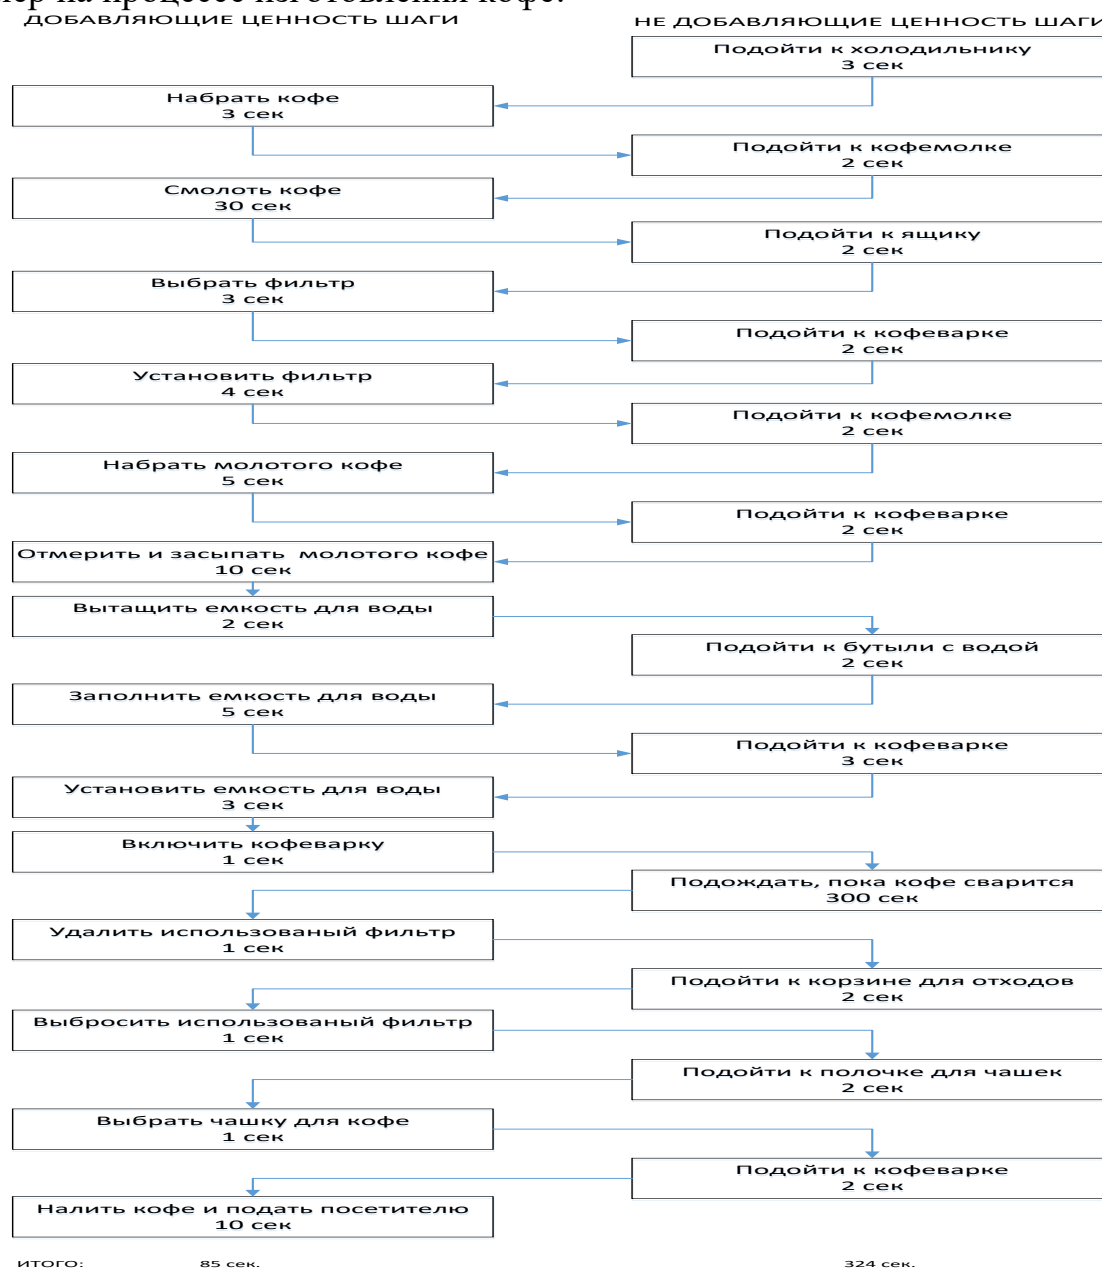 на процессе изготовления кофе.
ДОБАВЛЯЮЩИЕ ЦЕННОСТЬ ШАГИ
НЕ ДОБАВЛЯЮЩИЕ ЦЕННОСТЬ ШАГИ
Подойти к холодильнику
3 сек
Набрать кофе
3 сек
Подойти к кофемолке
2 сек
Смолоть кофе
30 сек
Подойти к ящику
2 сек
Выбрать фильтр
3 сек
Подойти к кофеварке
2 сек
Установить фильтр
4 сек
Подойти к кофемолке
2 сек
Набрать молотого кофе
5 сек
Подойти к кофеварке
2 сек
Отмерить и засыпать молотого кофе
10 сек
Вытащить емкость для воды
2 сек
Подойти к бутыли с водой
2 сек
Заполнить емкость для воды
5 сек
Подойти к кофеварке
3 сек
Установить емкость для воды
3 сек
Включить кофеварку
1 сек
Подождать, пока кофе сварится
300 сек
Удалить использованый фильтр
1 сек
Подойти к корзине для отходов
2 сек
Выбросить использованый фильтр
1 сек
Подойти к полочке для чашек
2 сек
Выбрать чашку для кофе
1 сек
Подойти к кофеварке
2 сек
Налить кофе и подать посетителю
10 сек
ИТОГО: 85 сек. 324 сек.